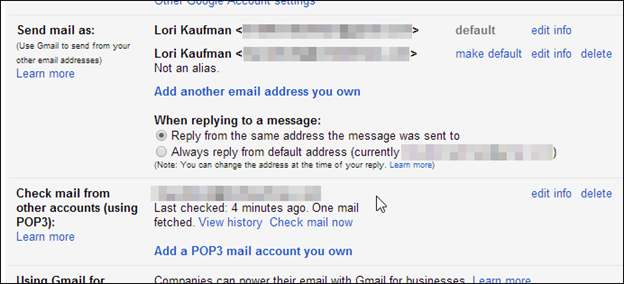 Other Google Account settings
Send mail as:
(Use Gmail to send from your
other email addresses)
Learn more
Lori Kaufman < > default edit info
Lori Kaufman < > make default edit info delete
Not an alias.
Add another email address you own
When replying to a message:
Reply from the same address the message was sent to
Always reply from default address (currently )
(Note: You can change the address at the time of your reply. Learn more)
Check mail from
other accounts (using
POP3):
Learn more
edit info delete
Last checked: 4 minutes ago. One mail
fetched. View history Check mail now
Add a POP3 mail account you own
Using Gmail for
Companies can power their email with Gmail for businesses. Learn more